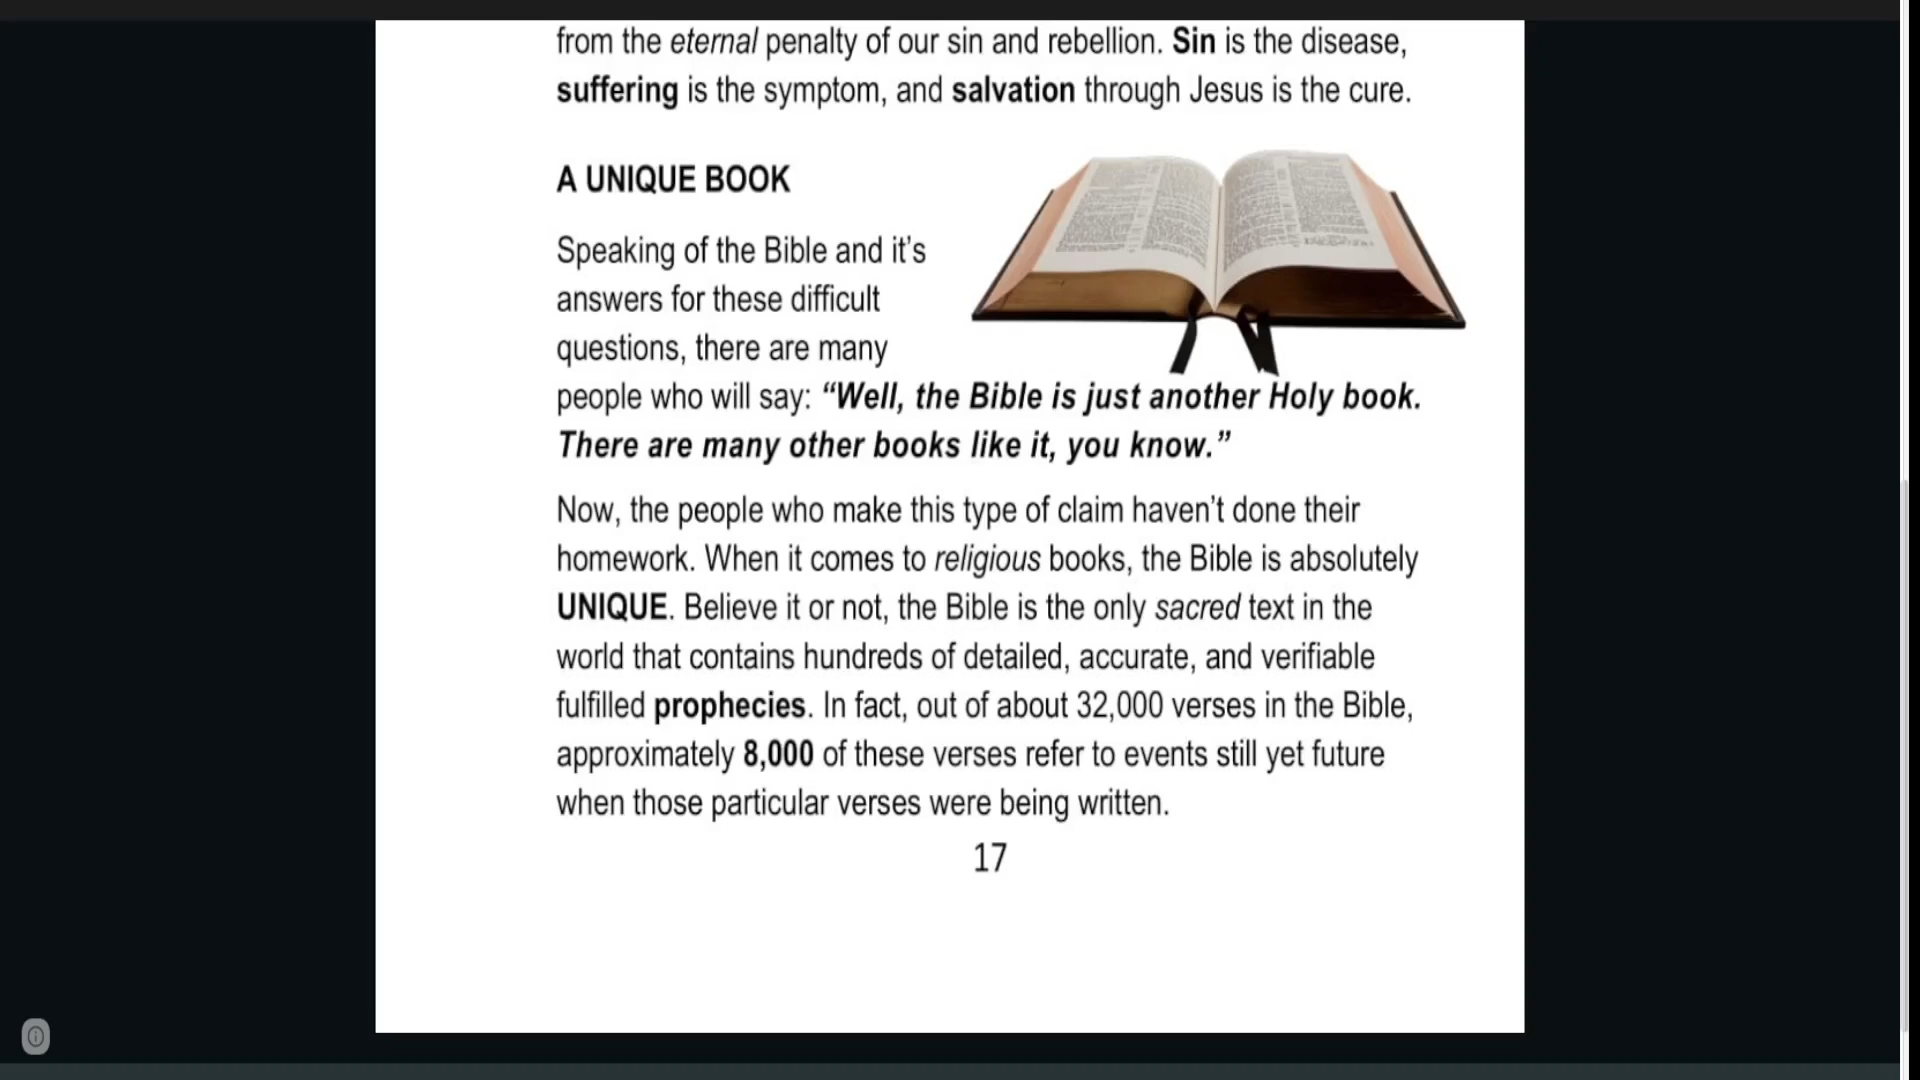 from the eternal penalty of our sin and rebellion. Sin is the disease,
suffering is the symptom, and salvation through Jesus is the cure.
A UNIQUE BOOK
Speaking of the Bible and it’s
answers for these difficult
questions, there are many
people who will say: “Well, the Bible is just another Holy book.
There are many other books like it, you know.”
Now, the people who make this type of claim haven’t done their
homework. When it comes to religious books, the Bible is absolutely
UNIQUE. Believe it or not, the Bible is the only sacred text in the
world that contains hundreds of detailed, accurate, and verifiable
fulfilled prophecies. In fact, out of about 32,000 verses in the Bible,
approximately 8,000 of these verses refer to events still yet future
when those particular verses were being written.
17